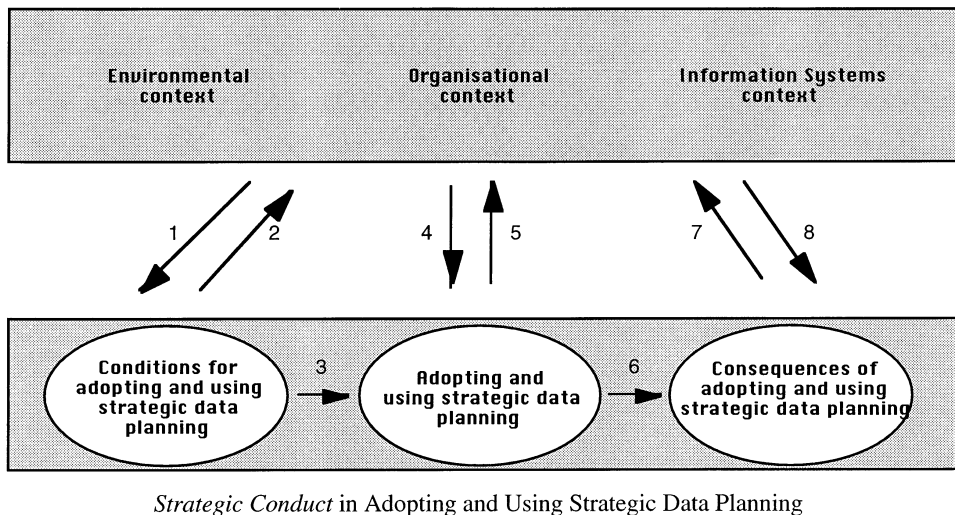 Environmental
context
Organisational
context
Information Systems
context
1
2
4
5
7
8
Conditions for
adopting and using
strategic data
planning
3
Adopting and
using strategic data
planning
6
Consequences of
adopting and using
strategic data planning
Strategic Conduct in Adopting and Using Strategic Data Planning